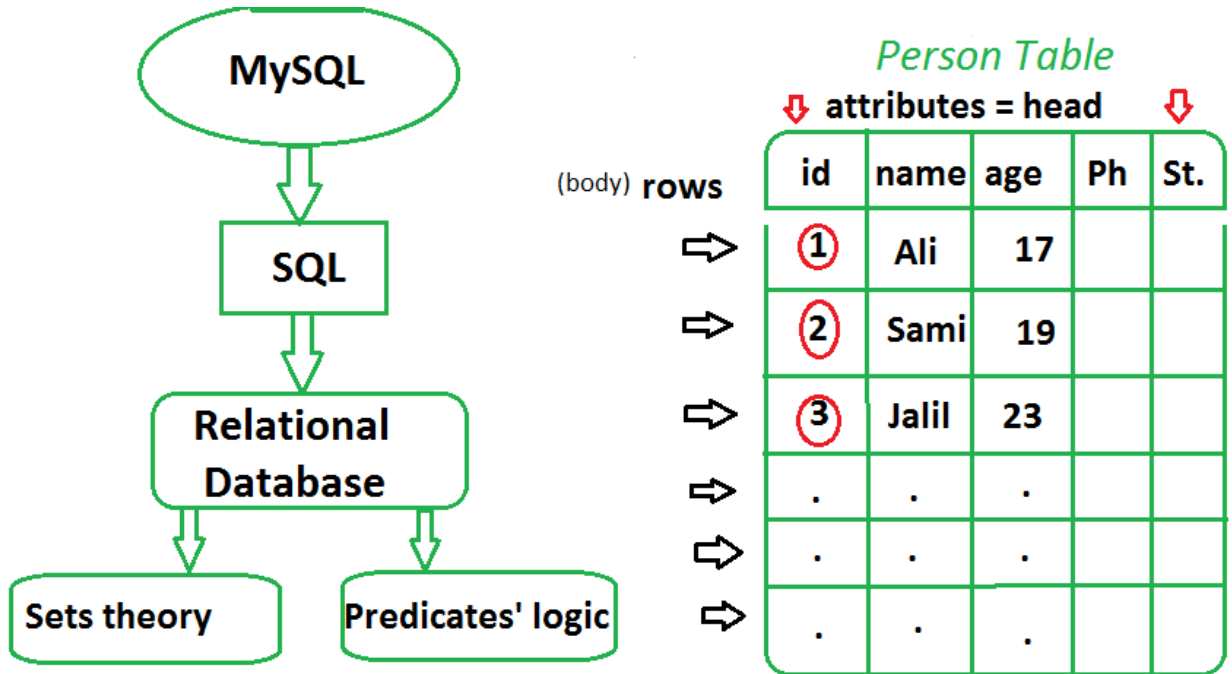 MySQL
SQL
Relational
Database
Sets theory
Predicates' logic
Person Table
attributes = head
(body) rows
id name age Ph St.
1 Ali 17
2 Sami 19
3 Jalil 23
. . .
. . .
. . .